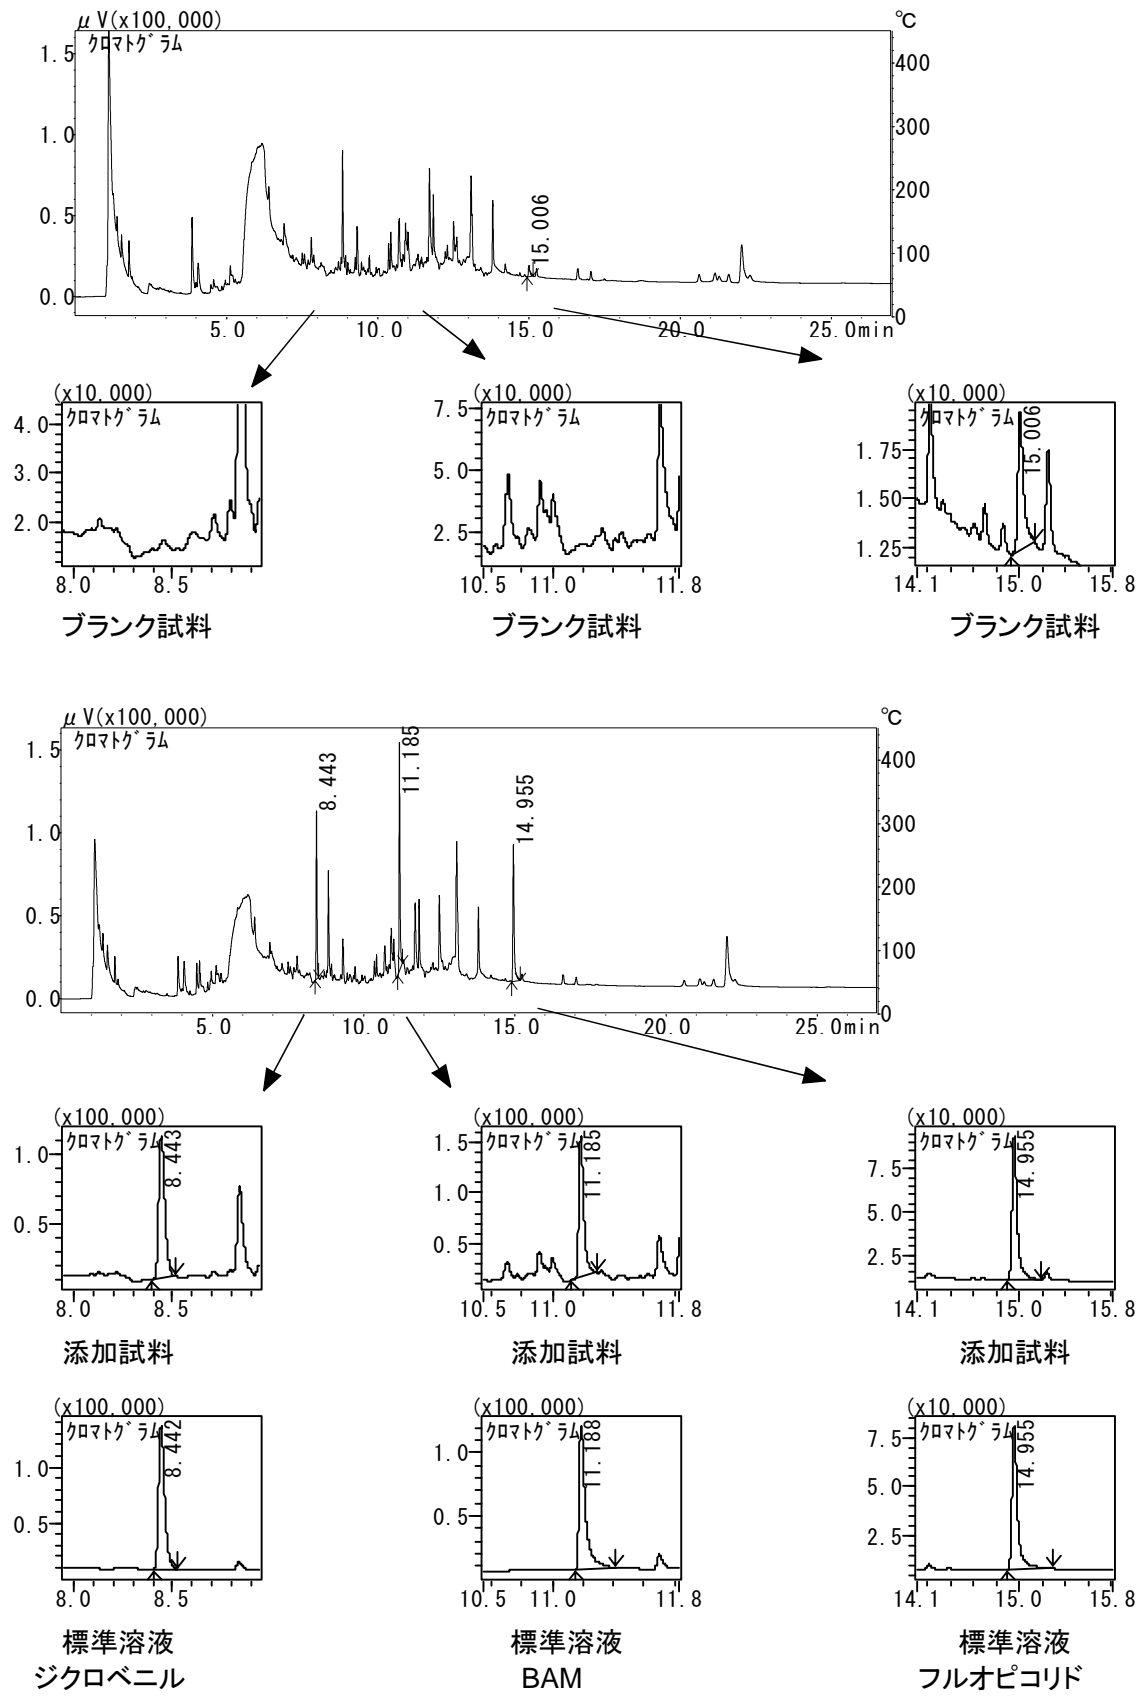 μV(x100,000)
℃
クロマトグラム
1.5
1.0
0.5
0.0
400
300
200
100
0
15.006
5.0 10.0 15.0 20.0 25.0min
(x10,000)
クロマトグラム
4.0
3.0
2.0
8.0 8.5
ブランク試料
(x10,000)
クロマトグラム
7.5
5.0
2.5
10.5 11.0 11.8
ブランク試料
(x10,000)
クロマトグラム
1.75
1.50
1.25
15.006
14.1 15.0 15.8
ブランク試料
μV(x100,000)
℃
クロマトグラム
1.5
1.0
0.5
0.0
400
300
200
100
0
8.443
11.185
14.955
5.0 10.0 15.0 20.0 25.0min
(x100,000)
クロマトグラム
1.0
0.5
8.443
8.0 8.5
添加試料
(x100,000)
クロマトグラム
1.5
1.0
0.5
11.185
10.5 11.0 11.8
添加試料
(x10,000)
クロマトグラム
7.5
5.0
2.5
14.955
14.1 15.0 15.8
添加試料
(x100,000)
クロマトグラム
1.0
0.5
8.442
8.0 8.5
標準溶液
ジクロベニル
(x100,000)
クロマトグラム
1.0
0.5
11.188
10.5 11.0 11.8
標準溶液
BAM
(x10,000)
クロマトグラム
7.5
5.0
2.5
14.955
14.1 15.0 15.8
標準溶液
フルオピコリド